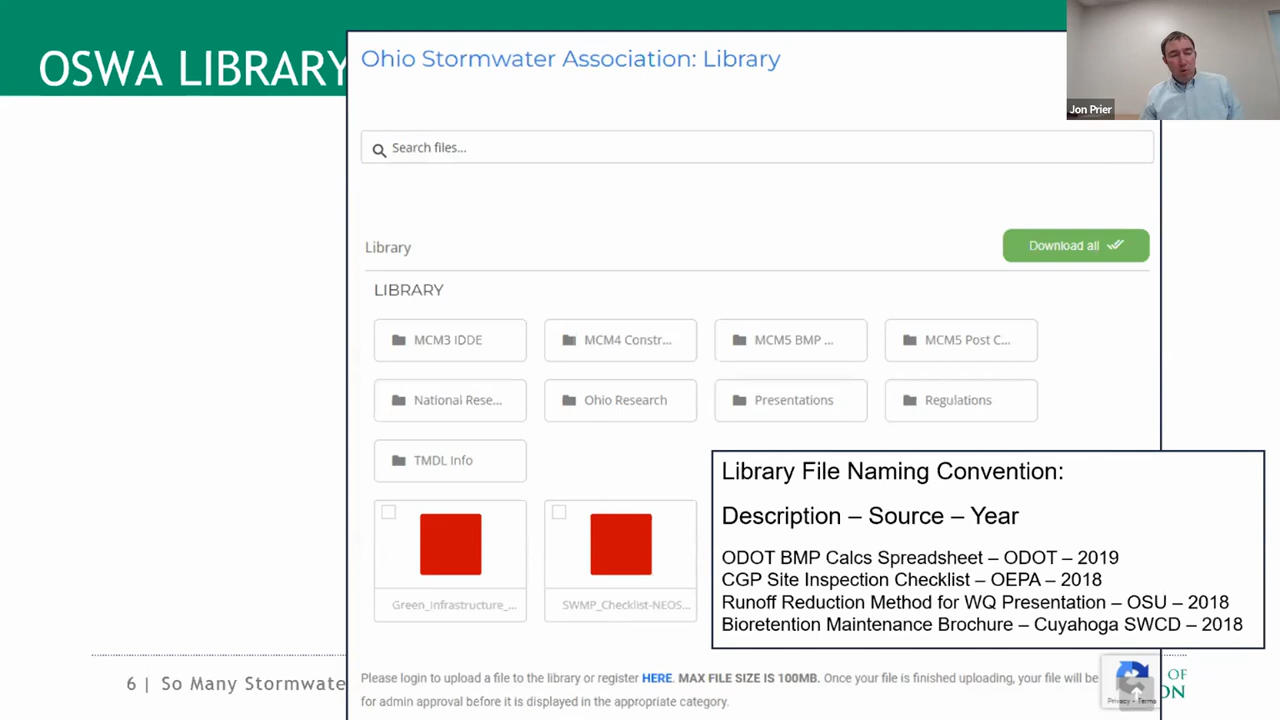 OSWA LIBRARY
Ohio Stormwater Association: Library
Jon Prier
Search files...
Library
Download all
LIBRARY
MCM3 IDDE
MCM4 Constr...
MCM5 BMP ...
MCM5 Post C...
National Rese...
Ohio Research
Presentations
Regulations
TMDL Info
Green_Infrastructure_...
SWMP_Checklist-NEOS...
Library File Naming Convention:
Description – Source – Year
ODOT BMP Calcs Spreadsheet – ODOT – 2019
CGP Site Inspection Checklist – OEPA – 2018
Runoff Reduction Method for WQ Presentation – OSU – 2018
Bioretention Maintenance Brochure – Cuyahoga SWCD – 2018
6 | So Many Stormwate
Please login to upload a file to the library or register HERE. MAX FILE SIZE IS 100MB. Once your file is finished uploading, your file will be
for admin approval before it is displayed in the appropriate category.
Privacy - Terms
OF